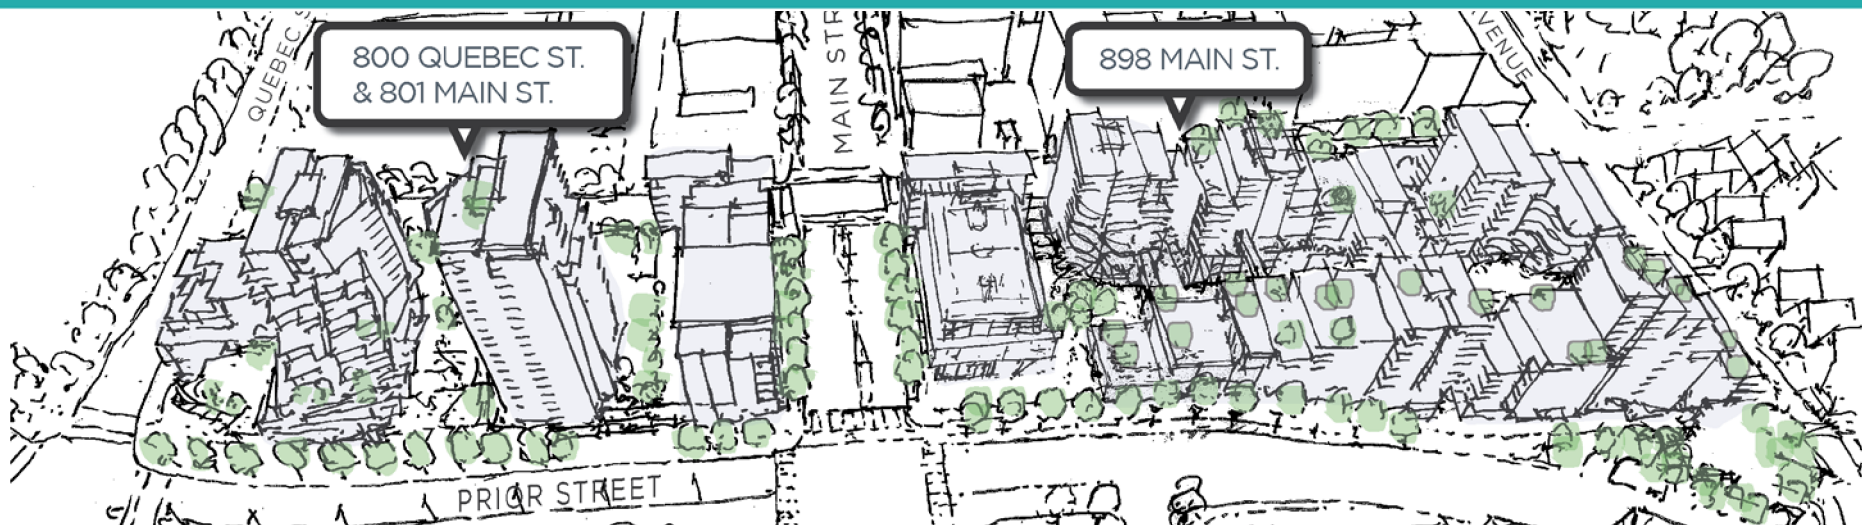 QUEBEC S
800 QUEBEC ST.
& 801 MAIN ST.
MAIN STR
898 MAIN ST.
VENUE
PRIOR STREET